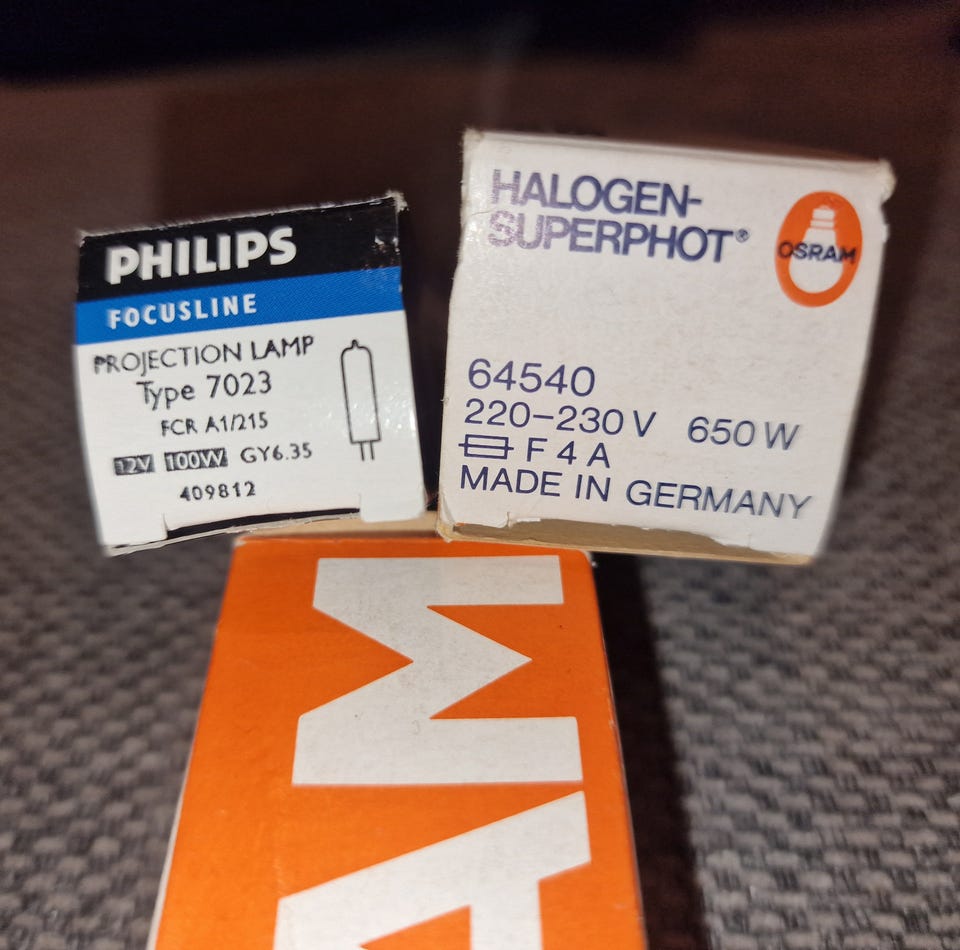 PHILIPS
FOCUSLINE
PROJECTION LAMP
Type 7023
FCR A1/215
12V 100W GY6.35
409812
HALOGEN-
SUPERPHOT®
OSRAM
64540
220-230 V 650 W
F 4 A
MADE IN GERMANY
AM